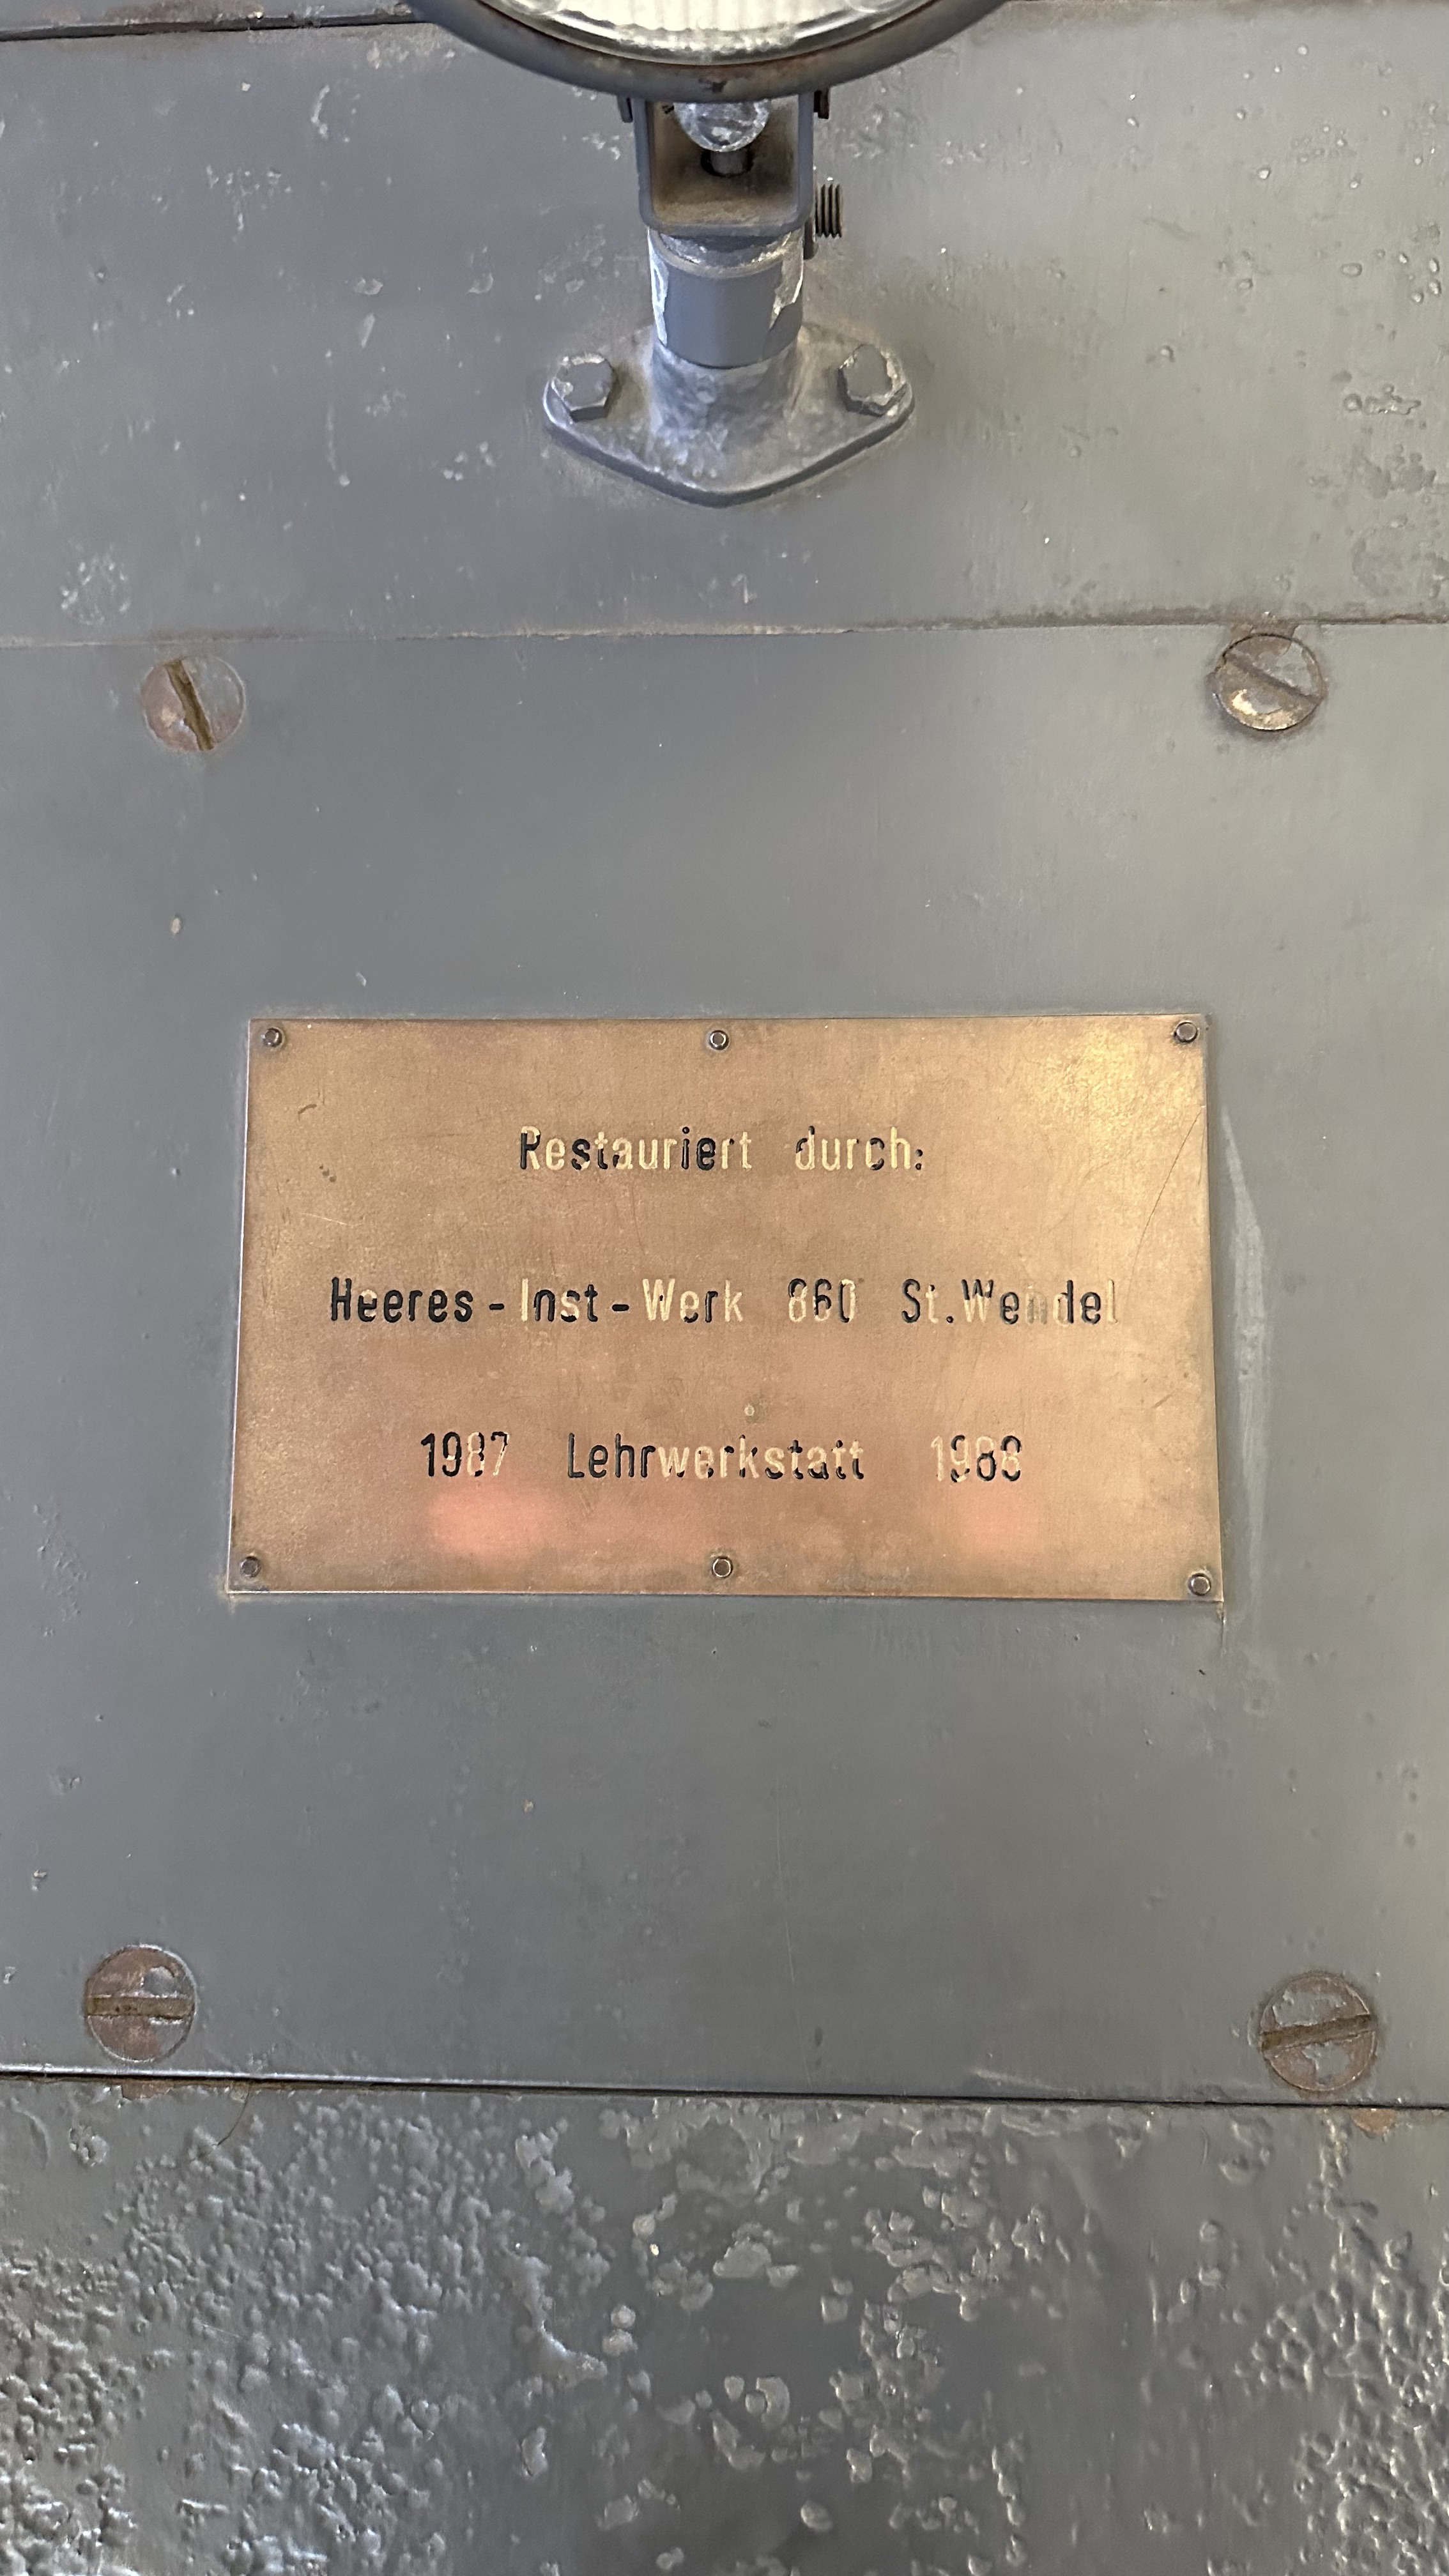 Restauriert durch:
Heeres - Inst - Werk 860 St. Wendel
1987 Lehrwerkstatt 1988